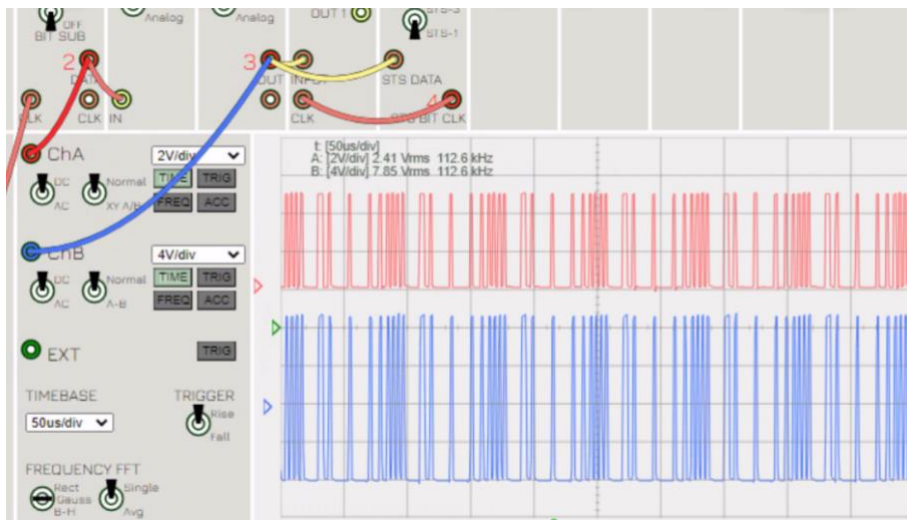 OFF
BIT SUB
Analog
Analog
OUT 1
STS-1
2
DATA
3
OUT INPUT
STS DATA
CLK
CLK IN
CLK
4
STS BIT CLK
ChA
2V/div
DC
AC
Normal
XY A/B
TIME
TRIG
FREQ
ACC
ChB
4V/div
DC
AC
Normal
A-B
TIME
TRIG
FREQ
ACC
EXT
TRIG
TIMEBASE
TRIGGER
50us/div
Rise
Fall
FREQUENCY FFT
Rect
Gauss
B-H
Single
Avg
t: [50us/div]
A: [2V/div] 2.41 Vrms 112.6 kHz
B: [4V/div] 7.85 Vrms 112.6 kHz